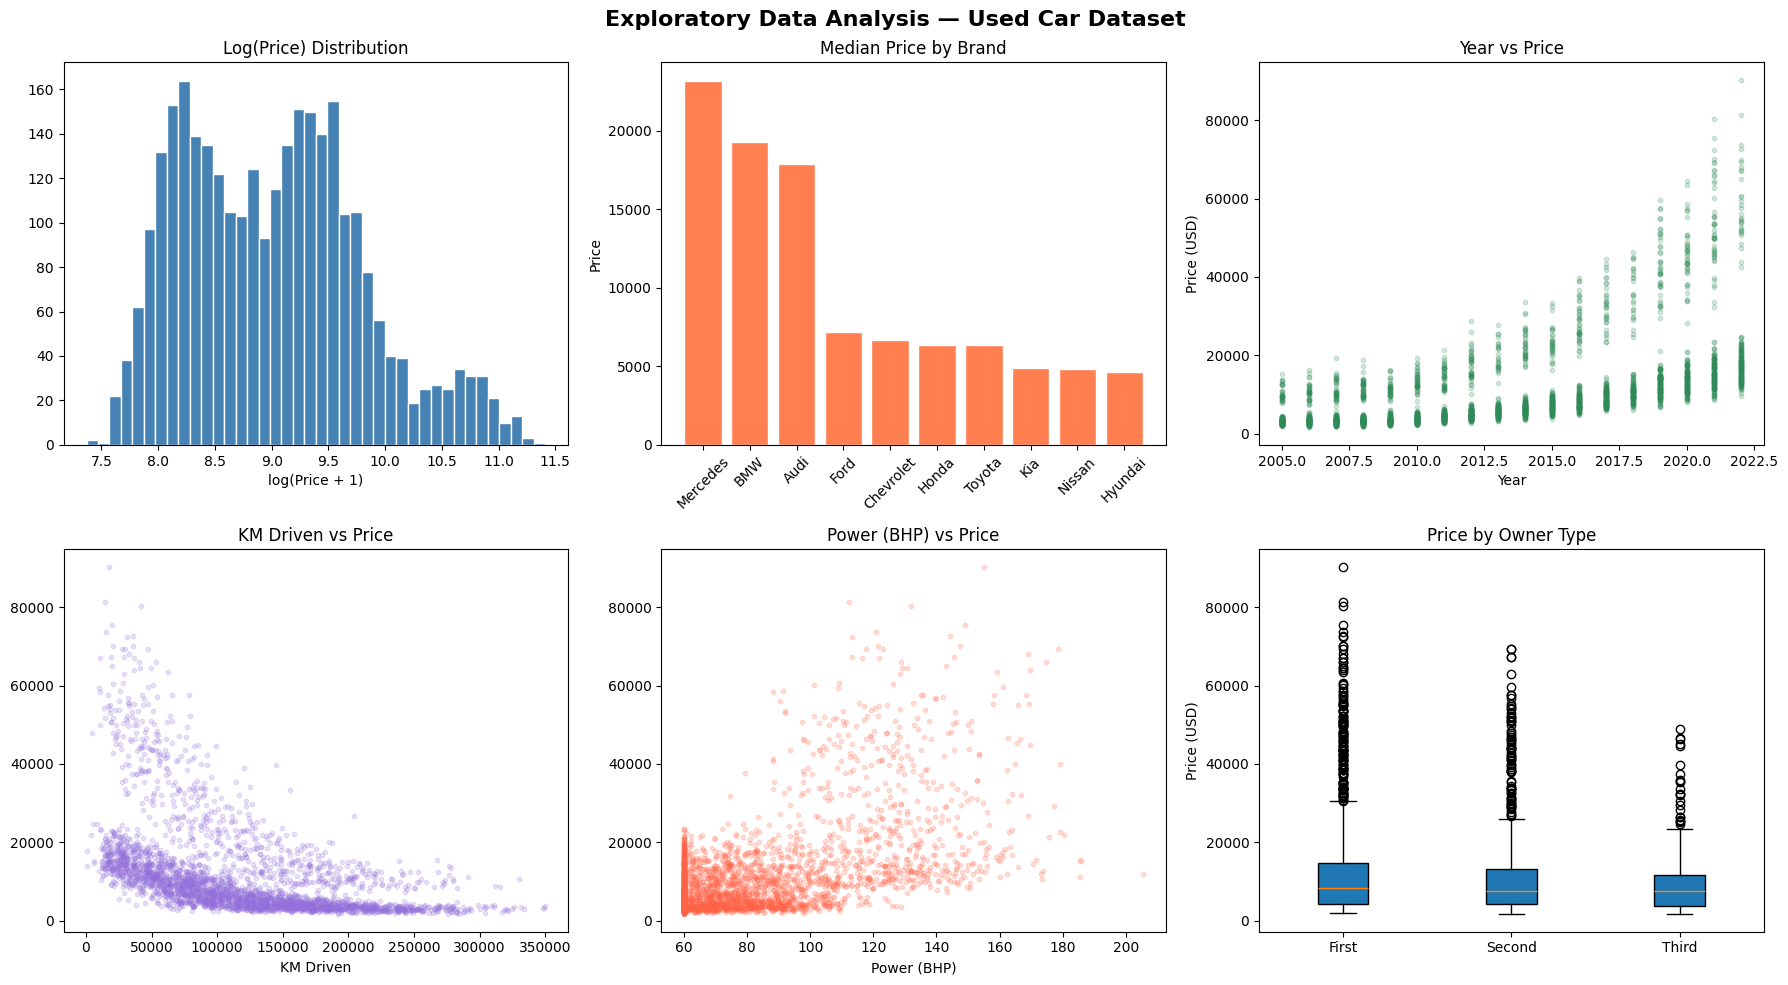 Exploratory Data Analysis — Used Car Dataset
Log(Price) Distribution
160
140
120
100
80
60
40
20
0
7.5 8.0 8.5 9.0 9.5 10.0 10.5 11.0 11.5
log(Price + 1)
Median Price by Brand
Price
20000
15000
10000
5000
0
Mercedes BMW Audi Ford Chevrolet Honda Toyota Kia Nissan Hyundai
Year vs Price
Price (USD)
80000
60000
40000
20000
0
2005.0 2007.5 2010.0 2012.5 2015.0 2017.5 2020.0 2022.5
Year
KM Driven vs Price
80000
60000
40000
20000
0
0 50000 100000 150000 200000 250000 300000 350000
KM Driven
Power (BHP) vs Price
80000
60000
40000
20000
0
60 80 100 120 140 160 180 200
Power (BHP)
Price by Owner Type
Price (USD)
80000
60000
40000
20000
0
First Second Third